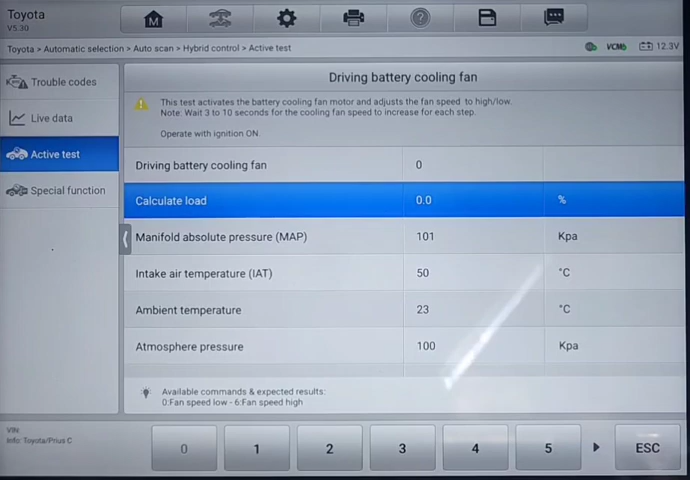 Toyota
V5.30
M
?
Toyota > Automatic selection > Auto scan > Hybrid control > Active test
VCMI
12.3V
Trouble codes
Live data
Active test
Special function
Driving battery cooling fan
This test activates the battery cooling fan motor and adjusts the fan speed to high/low.
Note: Wait 3 to 10 seconds for the cooling fan speed to increase for each step.
Operate with ignition ON.
Driving battery cooling fan 0
Calculate load 0.0 %
Manifold absolute pressure (MAP) 101 Kpa
Intake air temperature (IAT) 50 °C
Ambient temperature 23 °C
Atmosphere pressure 100 Kpa
Available commands & expected results:
0:Fan speed low - 6:Fan speed high
VIN:
Info: Toyota/Prius C
0 1 2 3 4 5 ESC